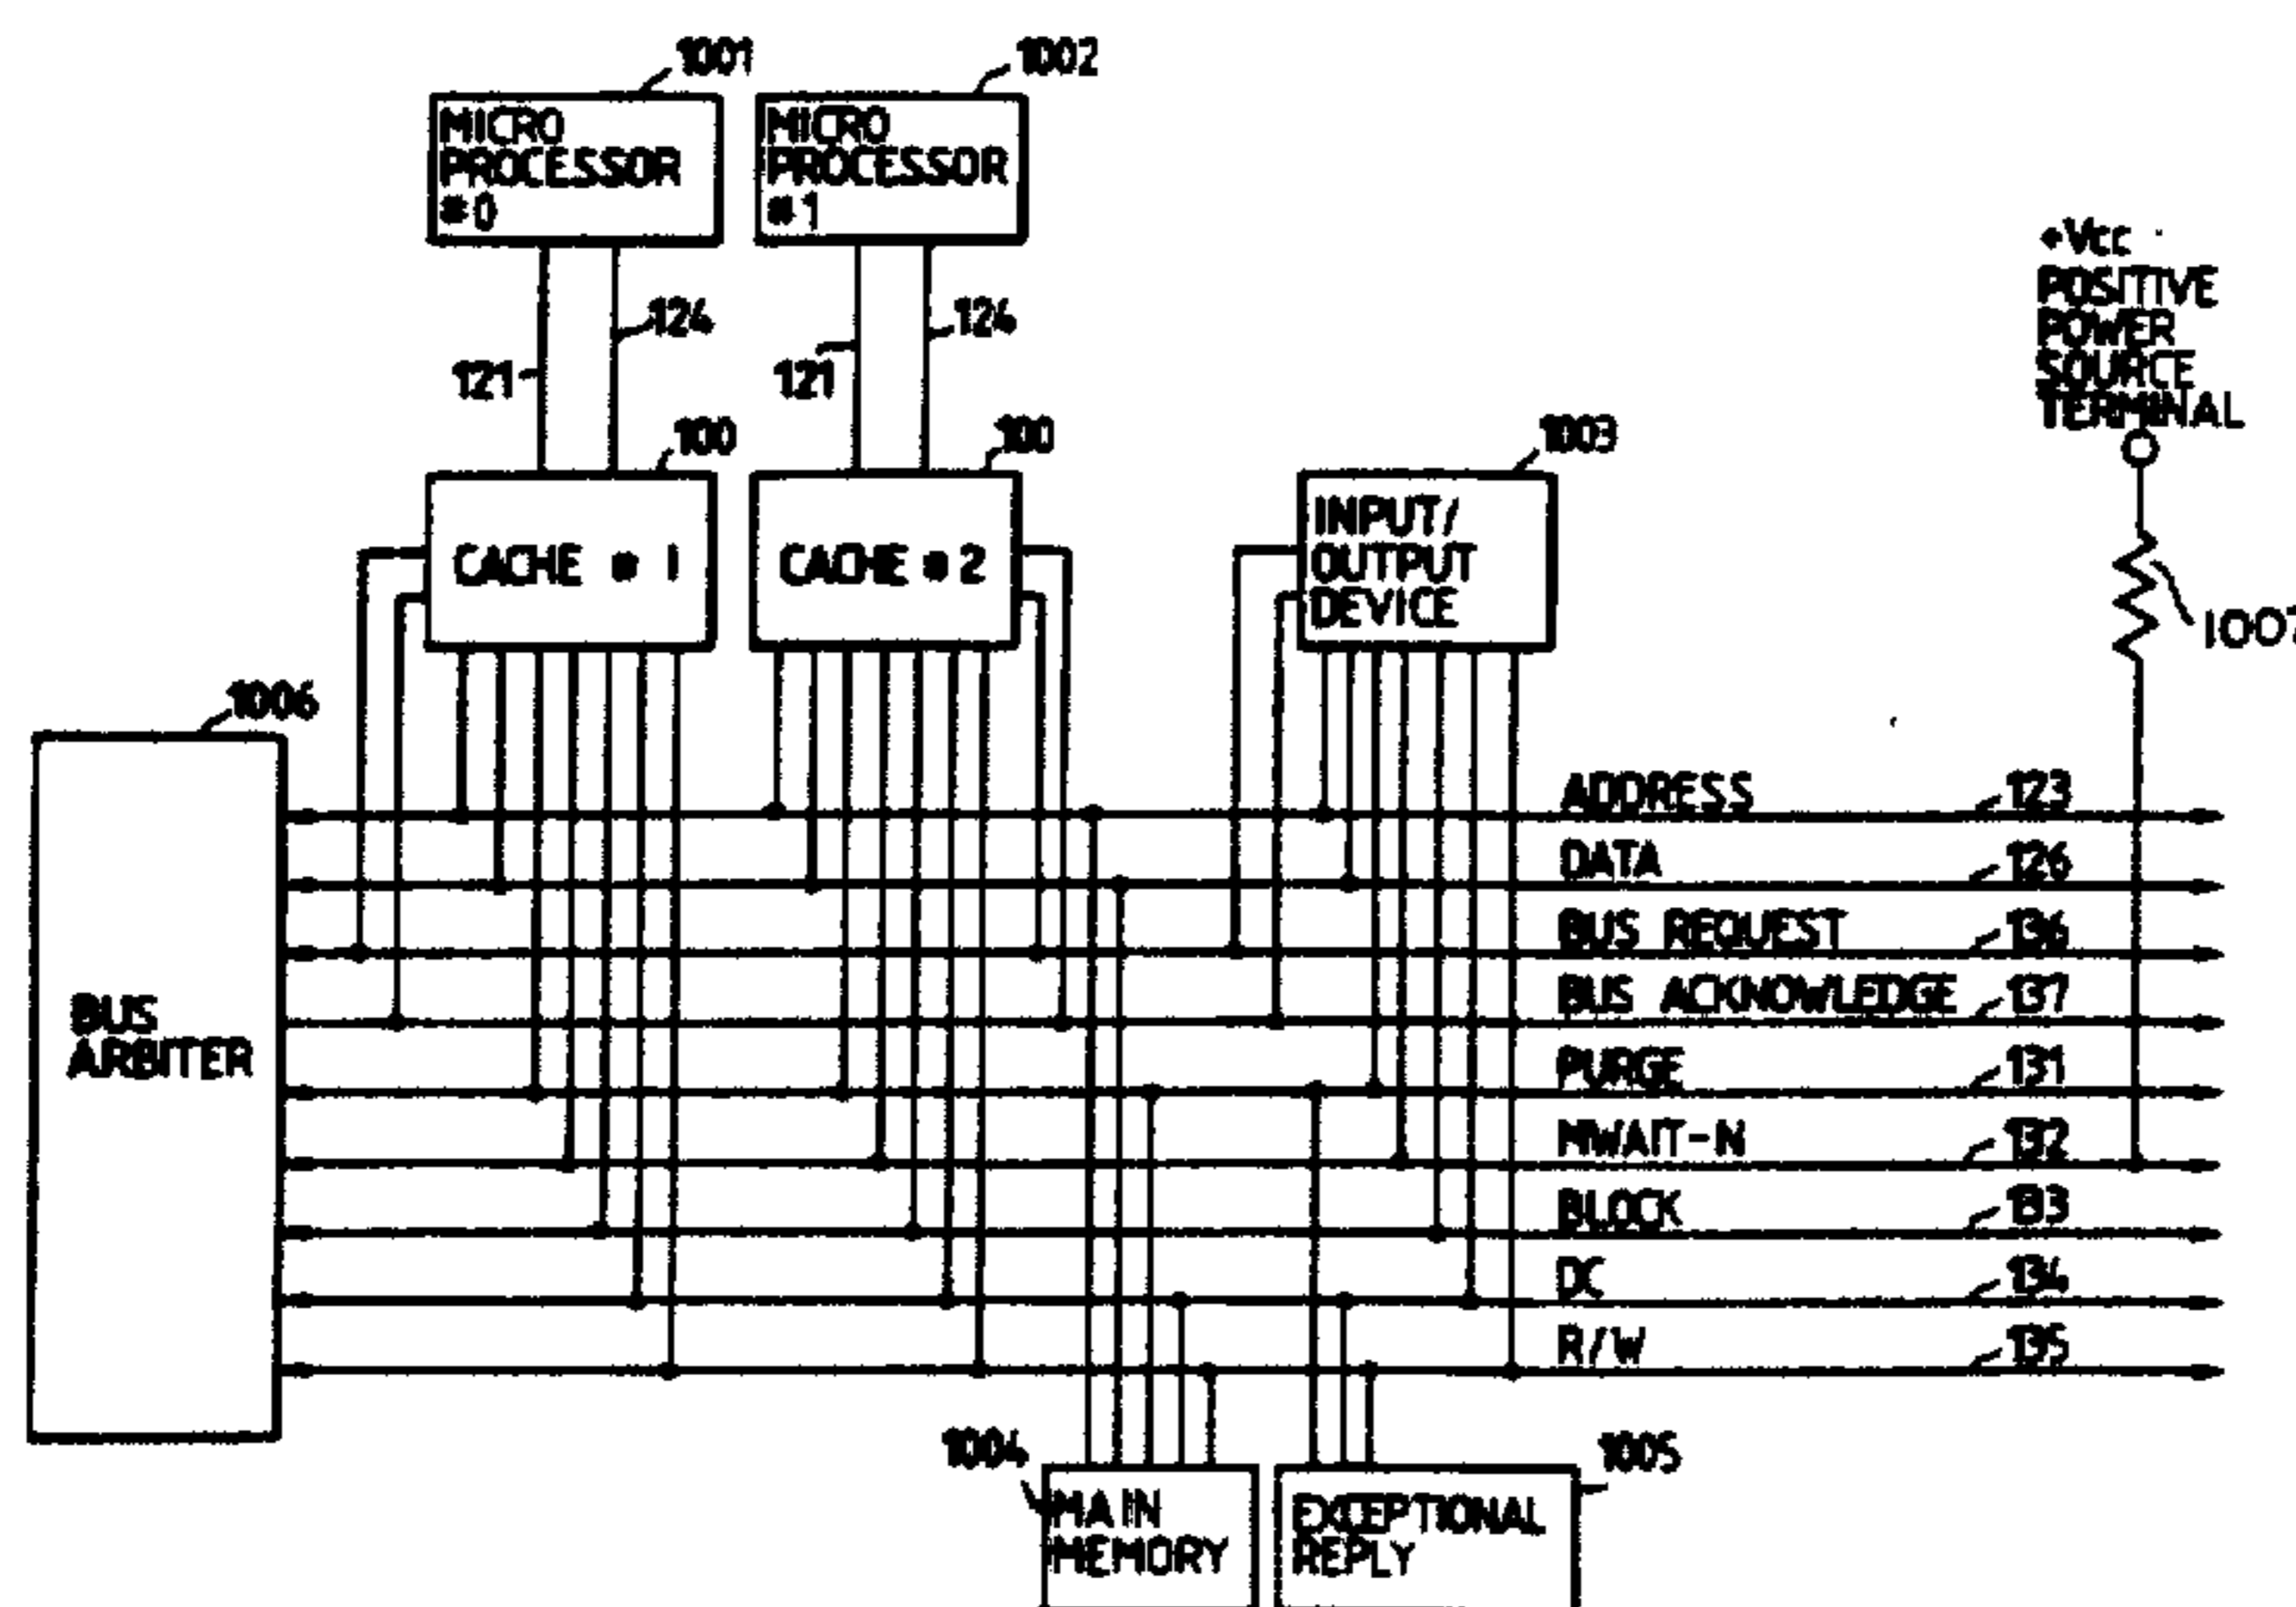 1001
1002
MICRO
PROCESSOR
#0
MICRO
PROCESSOR
#1
+Vcc
POSITIVE
POWER
SOURCE
TERMINAL
124
124
121
121
100
100
1003
CACHE # 1
CACHE # 2
INPUT/
OUTPUT
DEVICE
1007
1006
BUS
ARBITER
ADDRESS 123
DATA 126
BUS REQUEST 136
BUS ACKNOWLEDGE 137
PURGE 131
MWAIT-N 132
BLOCK 133
DC 134
R/W 135
1004
1005
MAIN
MEMORY
EXCEPTIONAL
REPLY